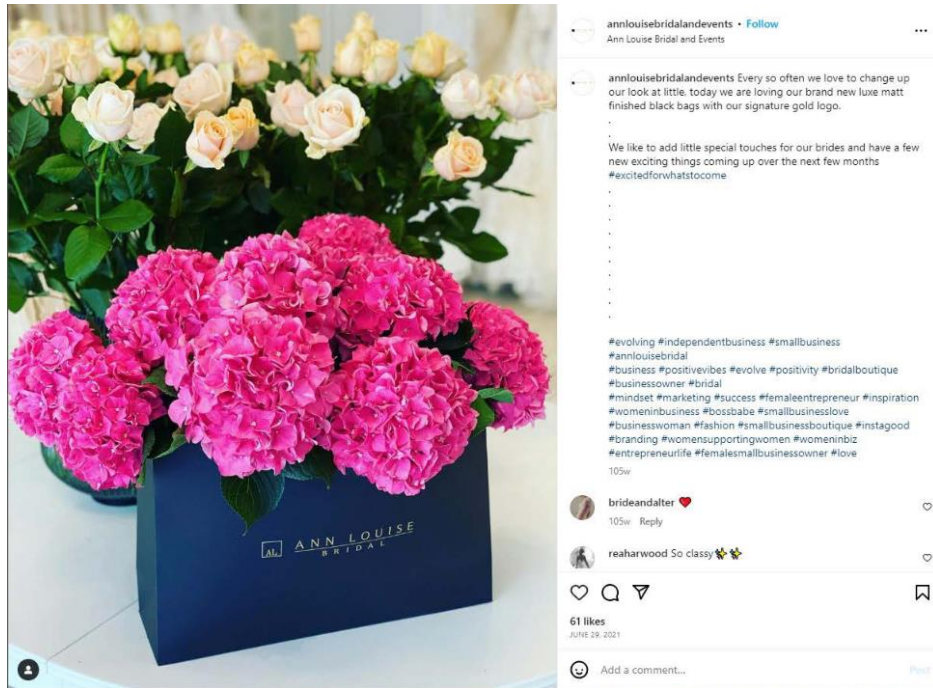 AL ANN LOUISE
BRIDAL
annlouisebridalandevents • Follow
Ann Louise Bridal and Events
annlouisebridalandevents Every so often we love to change up
our look at little. today we are loving our brand new luxe matt
finished black bags with our signature gold logo.
.
.
We like to add little special touches for our brides and have a few
new exciting things coming up over the next few months
#excitedforwhatstocome
.
.
.
.
.
.
.
.
.
.
#evolving #independentbusiness #smallbusiness
#annlouisebridal
#business #positivevibes #evolve #positivity #bridalboutique
#businessowner #bridal
#mindset #marketing #success #femaleentrepreneur #inspiration
#womeninbusiness #bossbabe #smallbusinesslove
#businesswoman #fashion #smallbusinessboutique #instagood
#branding #womensupportingwomen #womeninbiz
#entrepreneurlife #femalesmallbusinessowner #love
105w
brideandalter ❤️
105w Reply
reaharwood So classy✨✨
61 likes
JUNE 29, 2021
Add a comment...
Post